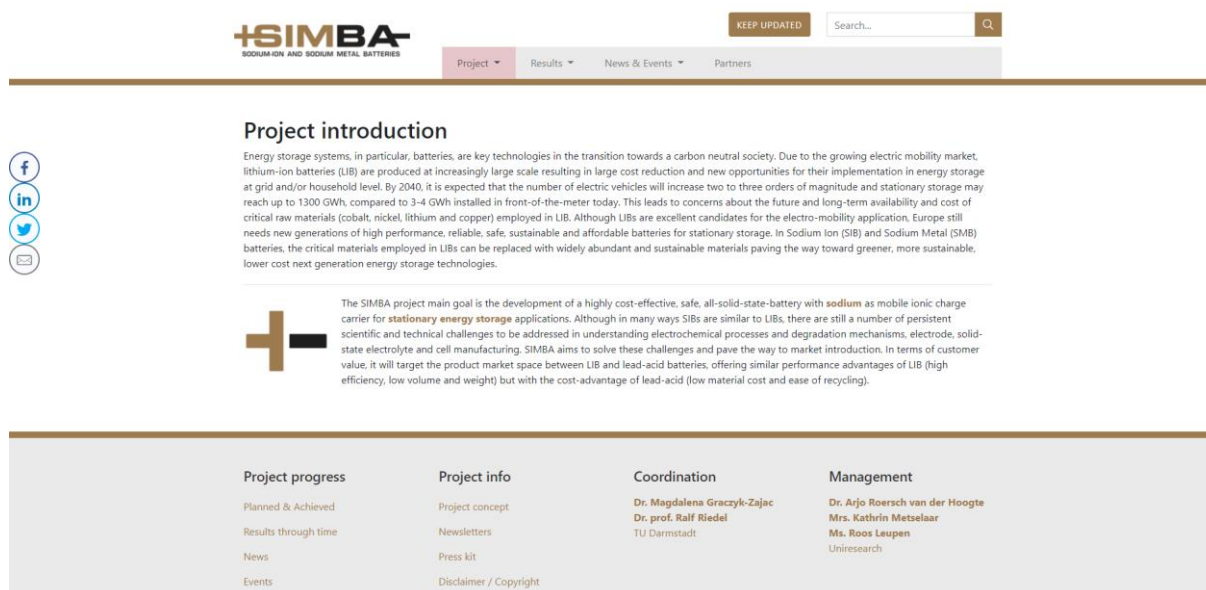 KEEP UPDATED
Search...
+SIMBA-
SODIUM-ION AND SODIUM METAL BATTERIES
Project
Results
News & Events
Partners
Project introduction
Energy storage systems, in particular, batteries, are key technologies in the transition towards a carbon neutral society. Due to the growing electric mobility market,
lithium-ion batteries (LIB) are produced at increasingly large scale resulting in large cost reduction and new opportunities for their implementation in energy storage
at grid and/or household level. By 2040, it is expected that the number of electric vehicles will increase two to three orders of magnitude and stationary storage may
reach up to 1300 GWh, compared to 3-4 GWh installed in front-of-the-meter today. This leads to concerns about the future and long-term availability and cost of
critical raw materials (cobalt, nickel, lithium and copper) employed in LIB. Although LIBs are excellent candidates for the electro-mobility application, Europe still
needs new generations of high performance, reliable, safe, sustainable and affordable batteries for stationary storage. In Sodium Ion (SIB) and Sodium Metal (SMB)
batteries, the critical materials employed in LIBs can be replaced with widely abundant and sustainable materials paving the way toward greener, more sustainable,
lower cost next generation energy storage technologies.
The SIMBA project main goal is the development of a highly cost-effective, safe, all-solid-state-battery with sodium as mobile ionic charge
carrier for stationary energy storage applications. Although in many ways SIBs are similar to LIBs, there are still a number of persistent
scientific and technical challenges to be addressed in understanding electrochemical processes and degradation mechanisms, electrode, solid-
state electrolyte and cell manufacturing. SIMBA aims to solve these challenges and pave the way to market introduction. In terms of customer
value, it will target the product market space between LIB and lead-acid batteries, offering similar performance advantages of LIB (high
efficiency, low volume and weight) but with the cost-advantage of lead-acid (low material cost and ease of recycling).
Project progress
Planned & Achieved
Results through time
News
Events
Project info
Project concept
Newsletters
Press kit
Disclaimer / Copyright
Coordination
Dr. Magdalena Graczyk-Zajac
Dr. prof. Ralf Riedel
TU Darmstadt
Management
Dr. Arjo Roersch van der Hoogte
Mrs. Kathrin Metselaar
Ms. Roos Leupen
Uniresearch